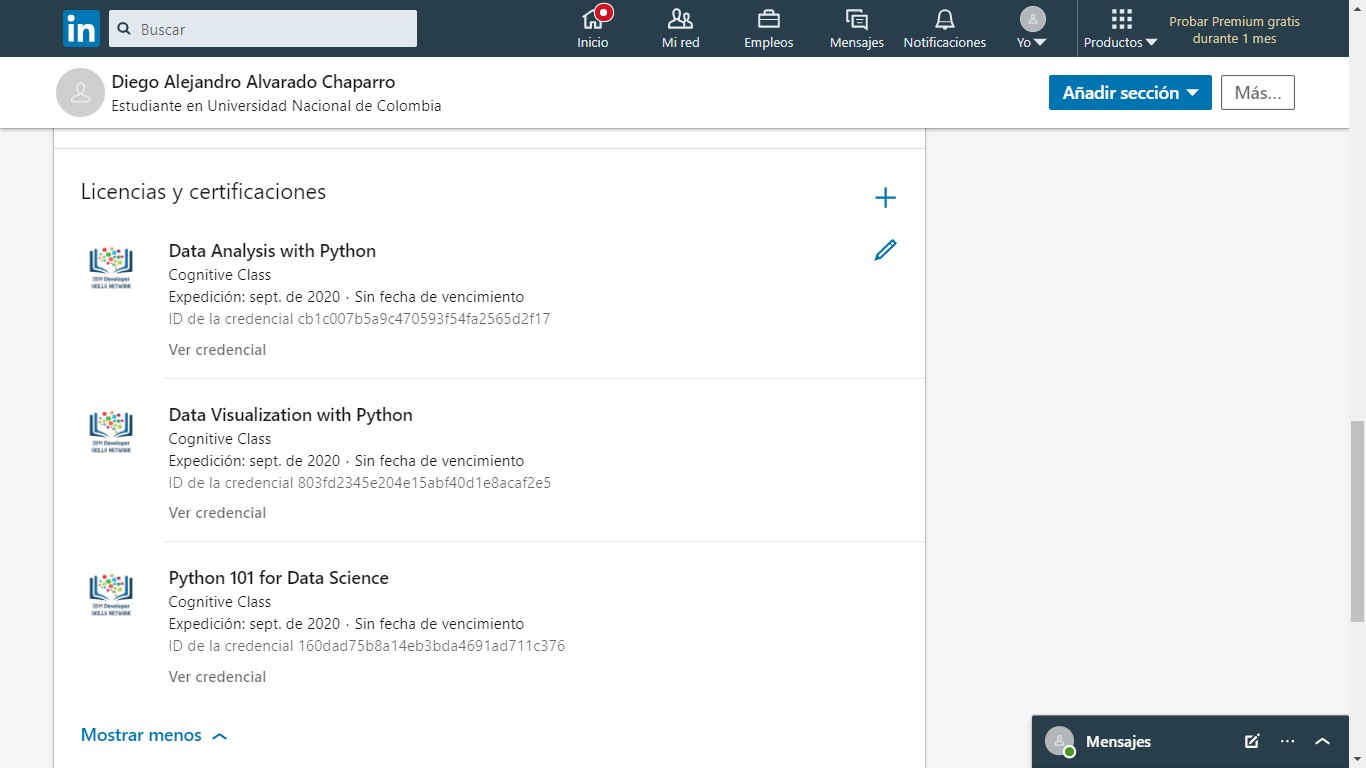 in
Buscar
Inicio
Mi red
Empleos
Mensajes
Notificaciones
Yo
Productos
Probar Premium gratis
durante 1 mes
Diego Alejandro Alvarado Chaparro
Estudiante en Universidad Nacional de Colombia
Añadir sección
Más...
Licencias y certificaciones
IBM Developer
SKILLS NETWORK
Data Analysis with Python
Cognitive Class
Expedición: sept. de 2020 · Sin fecha de vencimiento
ID de la credencial cb1c007b5a9c470593f54fa2565d2f17
Ver credencial
IBM Developer
SKILLS NETWORK
Data Visualization with Python
Cognitive Class
Expedición: sept. de 2020 · Sin fecha de vencimiento
ID de la credencial 803fd2345e204e15abf40d1e8acaf2e5
Ver credencial
IBM Developer
SKILLS NETWORK
Python 101 for Data Science
Cognitive Class
Expedición: sept. de 2020 · Sin fecha de vencimiento
ID de la credencial 160dad75b8a14eb3bda4691ad711c376
Ver credencial
Mostrar menos
Mensajes